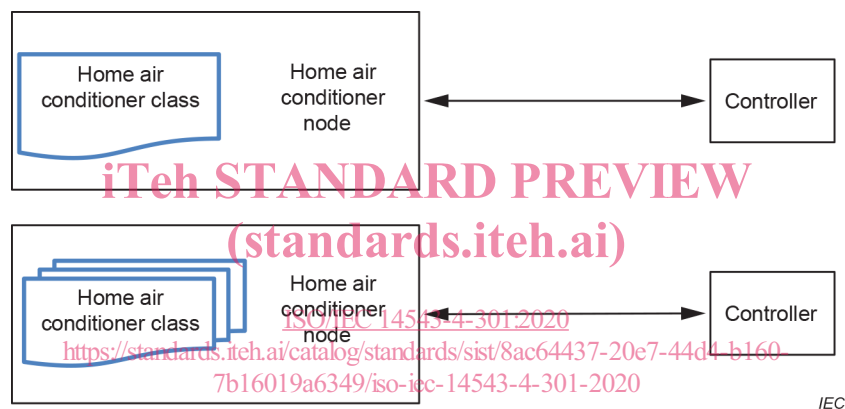 Home air
conditioner class
Home air
conditioner
node
Controller
iTeh STANDARD PREVIEW
(standards.iteh.ai)
Home air
conditioner class
Home air
conditioner
node
Controller
ISO/IEC 14543-4-301:2020
https://standards.iteh.ai/catalog/standards/sist/8ac64437-20e7-44d4-b160-
7b16019a6349/iso-iec-14543-4-301-2020
IEC